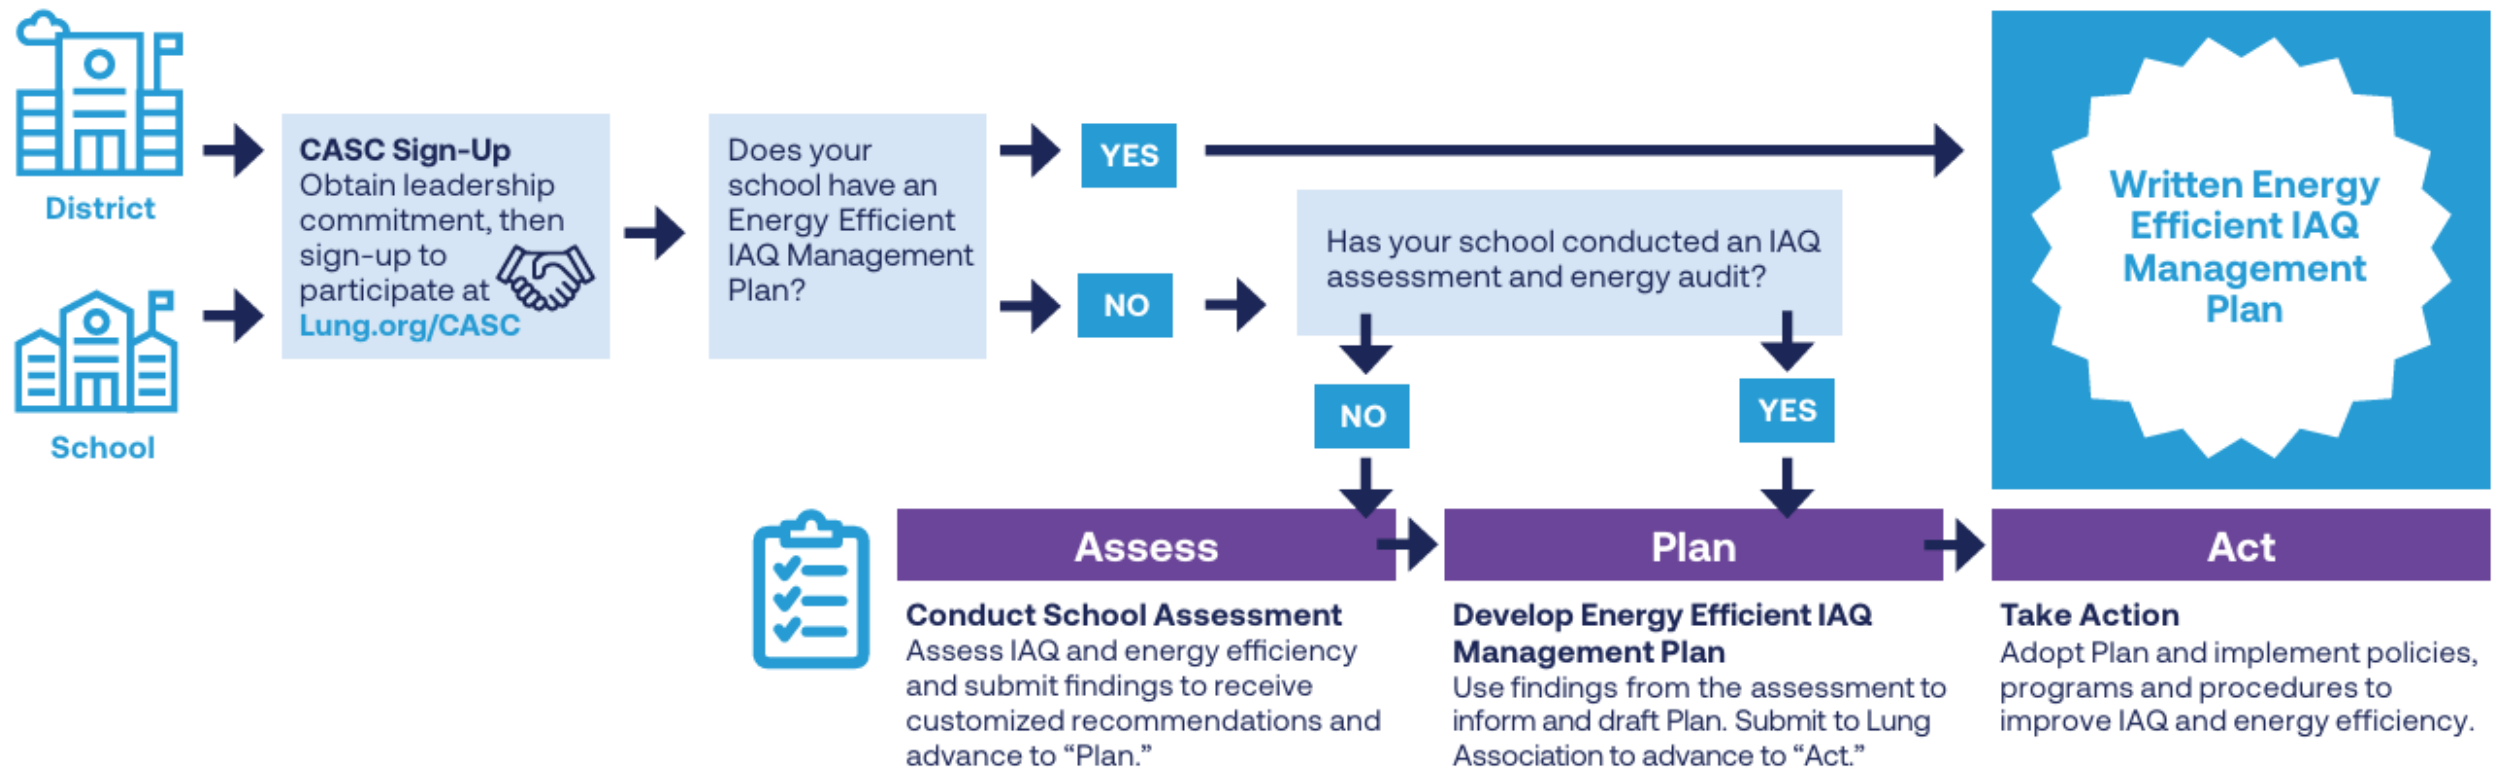 District
School
CASC Sign-Up
Obtain leadership
commitment, then
sign-up to
participate at
Lung.org/CASC
Does your
school have an
Energy Efficient
IAQ Management
Plan?
YES
NO
Has your school conducted an IAQ
assessment and energy audit?
NO
YES
Written Energy
Efficient IAQ
Management
Plan
Assess
Conduct School Assessment
Assess IAQ and energy efficiency
and submit findings to receive
customized recommendations and
advance to “Plan.”
Plan
Develop Energy Efficient IAQ
Management Plan
Use findings from the assessment to
inform and draft Plan. Submit to Lung
Association to advance to “Act.”
Act
Take Action
Adopt Plan and implement policies,
programs and procedures to
improve IAQ and energy efficiency.